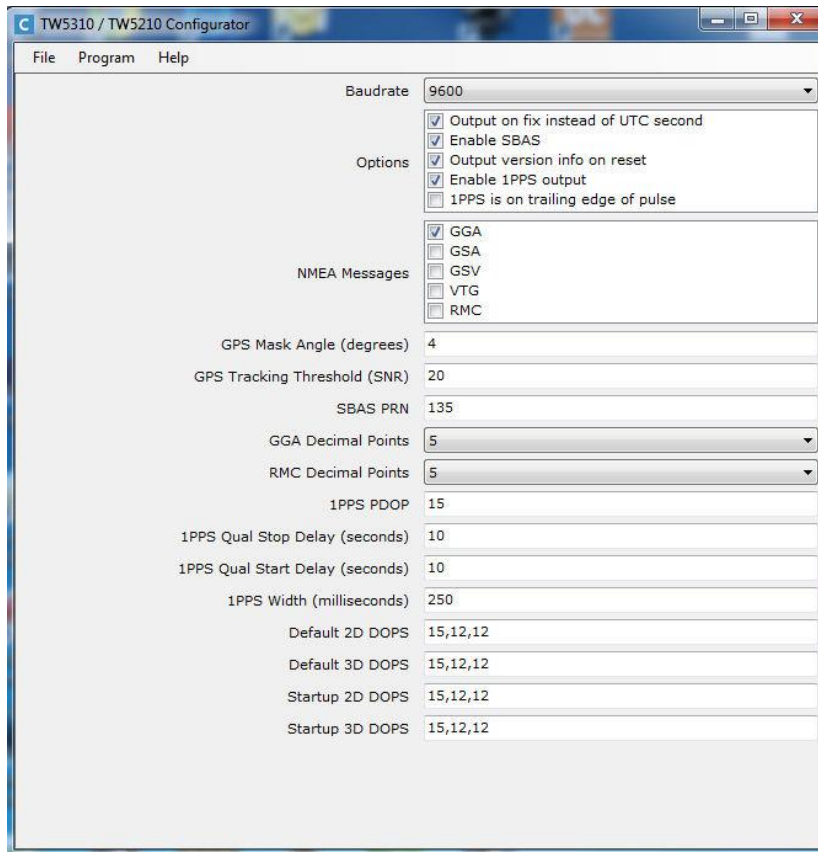 C TW5310 / TW5210 Configurator
File Program Help
Baudrate 9600
Options
Output on fix instead of UTC second
Enable SBAS
Output version info on reset
Enable 1PPS output
1PPS is on trailing edge of pulse
NMEA Messages
GGA
GSA
GSV
VTG
RMC
GPS Mask Angle (degrees) 4
GPS Tracking Threshold (SNR) 20
SBAS PRN 135
GGA Decimal Points 5
RMC Decimal Points 5
1PPS PDOP 15
1PPS Qual Stop Delay (seconds) 10
1PPS Qual Start Delay (seconds) 10
1PPS Width (milliseconds) 250
Default 2D DOPS 15,12,12
Default 3D DOPS 15,12,12
Startup 2D DOPS 15,12,12
Startup 3D DOPS 15,12,12